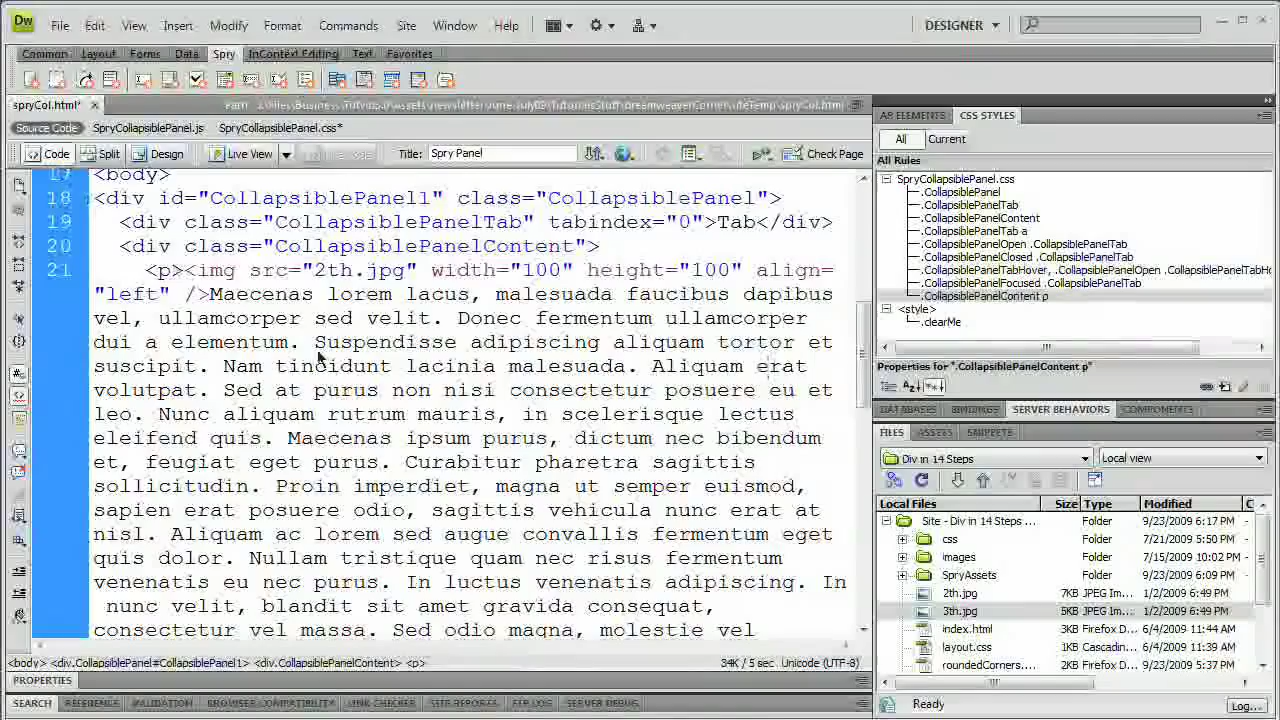 Dw File Edit View Insert Modify Format Commands Site Window Help DESIGNER
Common Layout Forms Data Spry InContext Editing Text Favorites
spryCol.html*
Source Code SpryCollapsiblePanel.js SpryCollapsiblePanel.css*
Code Split Design Live View Title: Spry Panel Check Page
17 <body>
18 <div id="CollapsiblePanel1" class="CollapsiblePanel">
19 <div class="CollapsiblePanelTab" tabindex="0">Tab</div>
20 <div class="CollapsiblePanelContent">
21 <p><img src="2th.jpg" width="100" height="100" align=
"left" />Maecenas lorem lacus, malesuada faucibus dapibus
vel, ullamcorper sed velit. Donec fermentum ullamcorper
dui a elementum. Suspendisse adipiscing aliquam tortor et
suscipit. Nam tincidunt lacinia malesuada. Aliquam erat
volutpat. Sed at purus non nisi consectetur posuere eu et
leo. Nunc aliquam rutrum mauris, in scelerisque lectus
eleifend quis. Maecenas ipsum purus, dictum nec bibendum
et, feugiat eget purus. Curabitur pharetra sagittis
sollicitudin. Proin imperdiet, magna ut semper euismod,
sapien erat posuere odio, sagittis vehicula nunc erat at
nisl. Aliquam ac lorem sed augue convallis fermentum eget
quis dolor. Nullam tristique quam nec risus fermentum
venenatis eu nec purus. In luctus venenatis adipiscing. In
nunc velit, blandit sit amet gravida consequat,
consectetur vel massa. Sed odio magna, molestie vel
<body> <div.CollapsiblePanel#CollapsiblePanel1> <div.CollapsiblePanelContent> <p> 34K / 5 sec Unicode (UTF-8)
PROPERTIES
SEARCH REFERENCE VALIDATION BROWSER COMPATIBILITY LINK CHECKER SITE REPORTS FTP LOG SERVER DEBUG
AP ELEMENTS CSS STYLES
All Current
All Rules
SpryCollapsiblePanel.css
.CollapsiblePanel
.CollapsiblePanelTab
.CollapsiblePanelContent
.CollapsiblePanelTab a
.CollapsiblePanelOpen .CollapsiblePanelTab
.CollapsiblePanelClosed .CollapsiblePanelTab
.CollapsiblePanelTabHover, .CollapsiblePanelOpen .CollapsiblePanelTabHo
.CollapsiblePanelFocused .CollapsiblePanelTab
.CollapsiblePanelContent p
<style>
.clearMe
Properties for ".CollapsiblePanelContent p"
DATABASES BINDINGS SERVER BEHAVIORS COMPONENTS
FILES ASSETS SNIPPETS
Div in 14 Steps Local view
Local Files Size Type Modified C
Site - Div in 14 Steps ... Folder 9/23/2009 6:17 PM -
css Folder 7/21/2009 5:50 PM -
images Folder 7/15/2009 10:02 PM -
SpryAssets Folder 9/23/2009 6:09 PM -
2th.jpg 7KB JPEG Im... 1/2/2009 6:49 PM -
3th.jpg 5KB JPEG Im... 1/2/2009 6:49 PM -
index.html 3KB Firefox D... 6/4/2009 11:44 AM -
layout.css 1KB Cascadin... 6/4/2009 11:39 AM -
roundedCorners.... 2KB Firefox D... 9/23/2009 5:37 PM -
Ready Log...